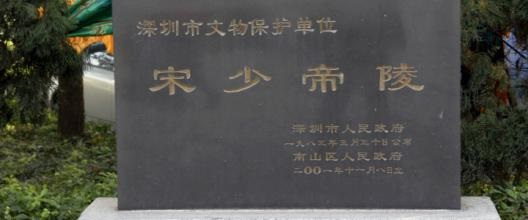 深圳市文物保护单位
宋少帝陵
深圳市人民政府
一九八三年五月三十日公布
南山区人民政府
二〇〇一年十一月八日立